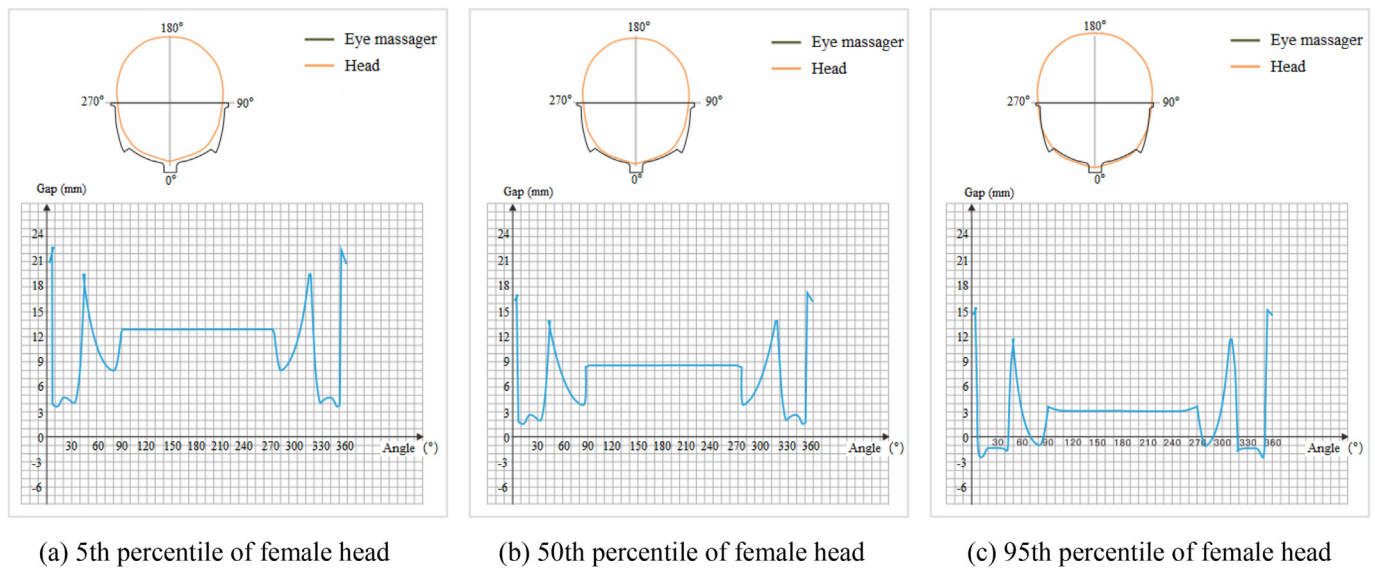 180°
Eye massager
Head
270°
90°
0°
Gap (mm)
24
21
18
15
12
9
6
3
0
-3
-6
30 60 90 120 150 180 210 240 270 300 330 360
Angle (°)
(a) 5th percentile of female head
180°
Eye massager
Head
270°
90°
0°
Gap (mm)
24
21
18
15
12
9
6
3
0
-3
-6
30 60 90 120 150 180 210 240 270 300 330 360
Angle (°)
(b) 50th percentile of female head
180°
Eye massager
Head
270°
90°
0°
Gap (mm)
24
21
18
15
12
9
6
3
0
-3
-6
30 60 90 120 150 180 210 240 270 300 330 360
Angle (°)
(c) 95th percentile of female head